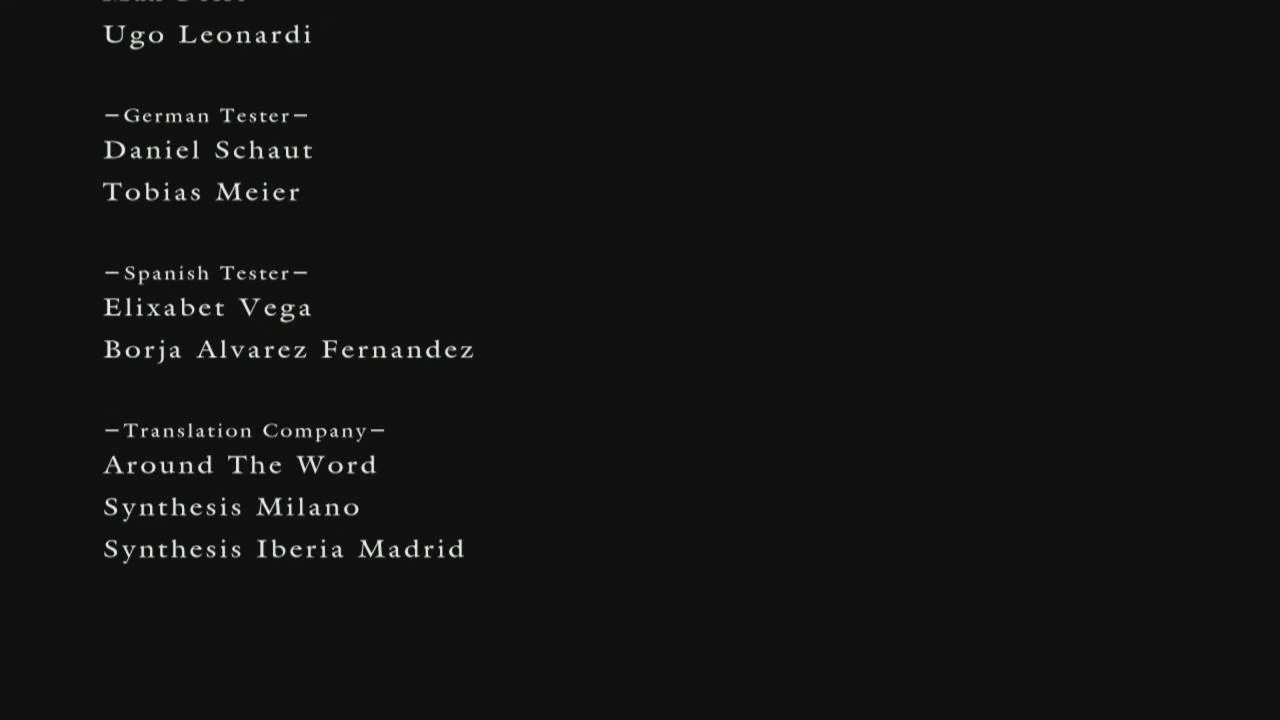 Ugo Leonardi
—German Tester—
Daniel Schaut
Tobias Meier
—Spanish Tester—
Elixabet Vega
Borja Alvarez Fernandez
—Translation Company—
Around The Word
Synthesis Milano
Synthesis Iberia Madrid